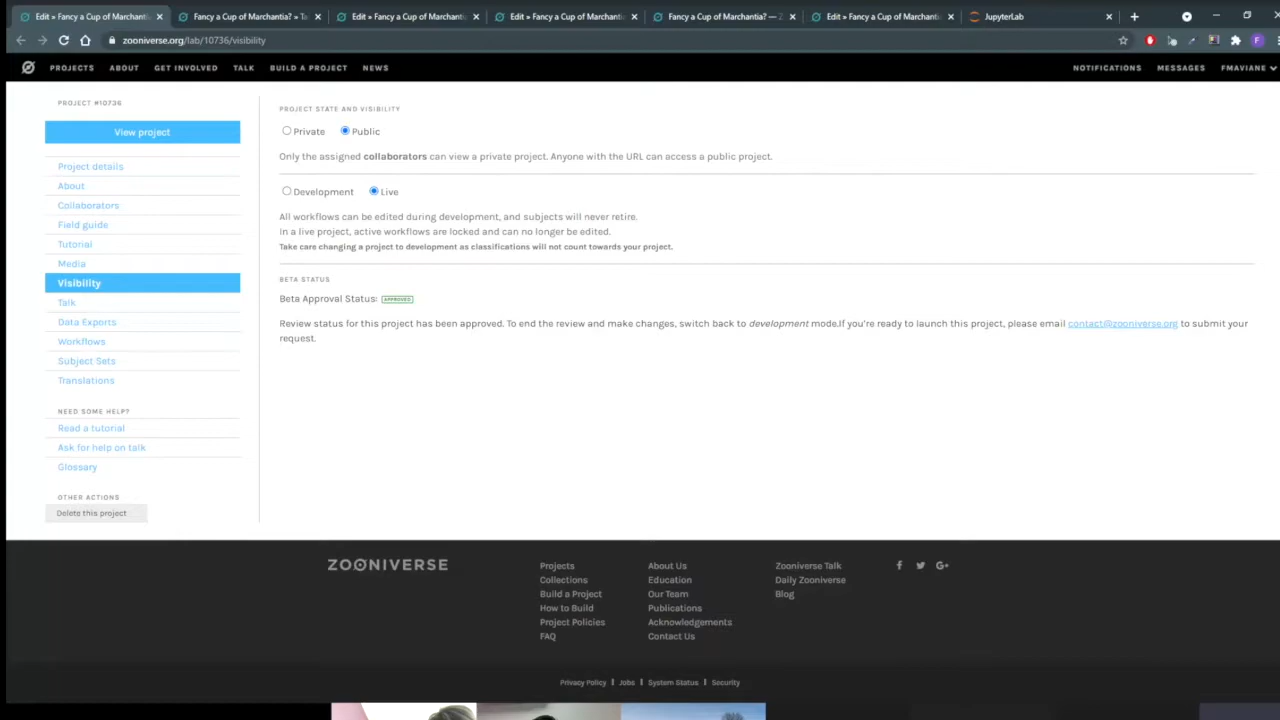 Edit » Fancy a Cup of Marchantia
Fancy a Cup of Marchantia? » Ta
Edit » Fancy a Cup of Marchantia
Edit » Fancy a Cup of Marchantia
Fancy a Cup of Marchantia? — Z
Edit » Fancy a Cup of Marchantia
JupyterLab
zooniverse.org/lab/10736/visibility
PROJECTS ABOUT GET INVOLVED TALK BUILD A PROJECT NEWS NOTIFICATIONS MESSAGES FMAVIANE
PROJECT #10736
View project
Project details
About
Collaborators
Field guide
Tutorial
Media
Visibility
Talk
Data Exports
Workflows
Subject Sets
Translations
NEED SOME HELP?
Read a tutorial
Ask for help on talk
Glossary
OTHER ACTIONS
Delete this project
PROJECT STATE AND VISIBILITY
Private Public
Only the assigned collaborators can view a private project. Anyone with the URL can access a public project.
Development Live
All workflows can be edited during development, and subjects will never retire.
In a live project, active workflows are locked and can no longer be edited.
Take care changing a project to development as classifications will not count towards your project.
BETA STATUS
Beta Approval Status: APPROVED
Review status for this project has been approved. To end the review and make changes, switch back to development mode.If you're ready to launch this project, please email contact@zooniverse.org to submit your
request.
ZOONIVERSE
Projects
Collections
Build a Project
How to Build
Project Policies
FAQ
About Us
Education
Our Team
Publications
Acknowledgements
Contact Us
Zooniverse Talk
Daily Zooniverse
Blog
Privacy Policy Jobs System Status Security